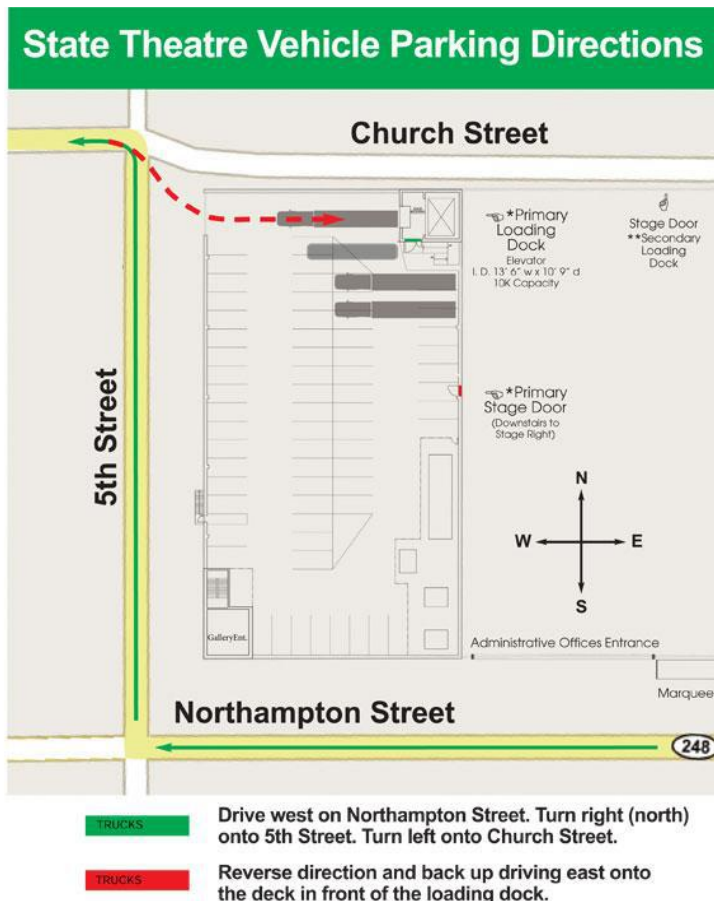 State Theatre Vehicle Parking Directions
Church Street
☜ *Primary
Loading
Dock
Elevator
I. D. 13' 6" w x 10' 9" d
10K Capacity
Stage Door
**Secondary
Loading
Dock
5th Street
☜ *Primary
Stage Door
(Downstairs to
Stage Right)
N
W E
S
GalleryEnt.
Administrative Offices Entrance
Marquee
Northampton Street
248
TRUCKS
Drive west on Northampton Street. Turn right (north)
onto 5th Street. Turn left onto Church Street.
TRUCKS
Reverse direction and back up driving east onto
the deck in front of the loading dock.